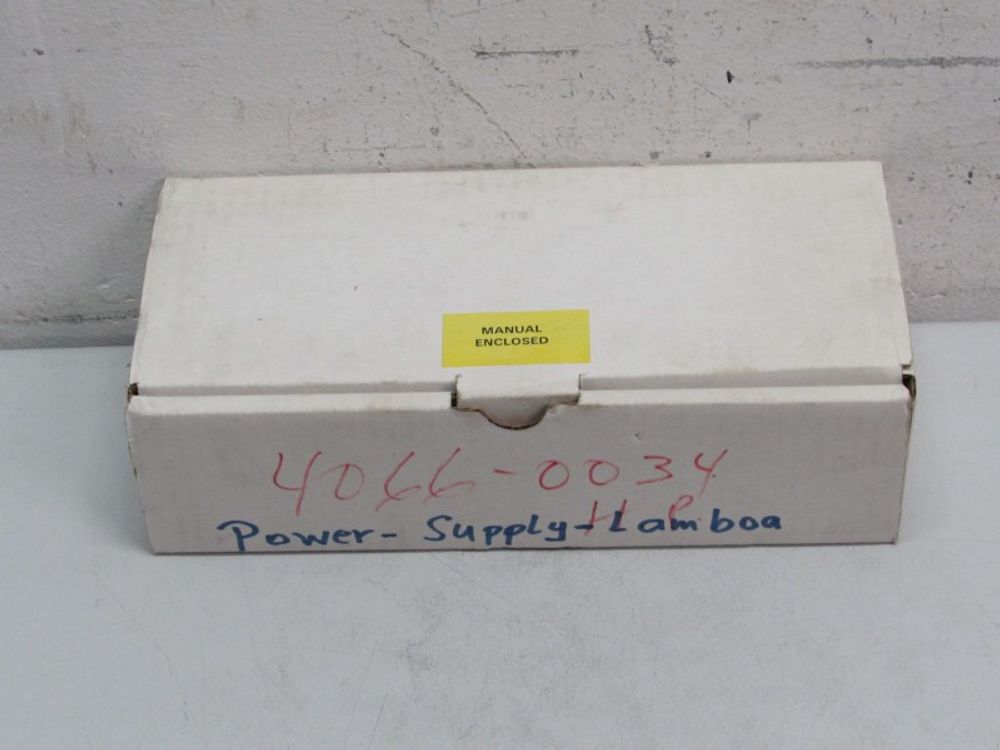 MANUAL
ENCLOSED
4066-0034
H P.
Power-Supply-Lamboa